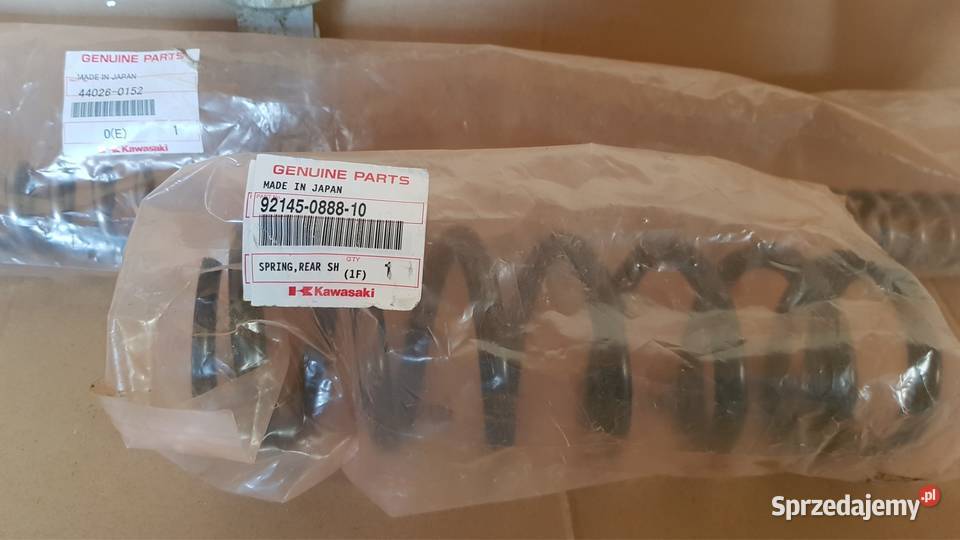 GENUINE PARTS
MADE IN JAPAN
44026-0152
0(E) 1
Kawasaki
GENUINE PARTS
MADE IN JAPAN
92145-0888-10
QTY
SPRING,REAR SH (1F) 1
Kawasaki
Sprzedajemy.pl